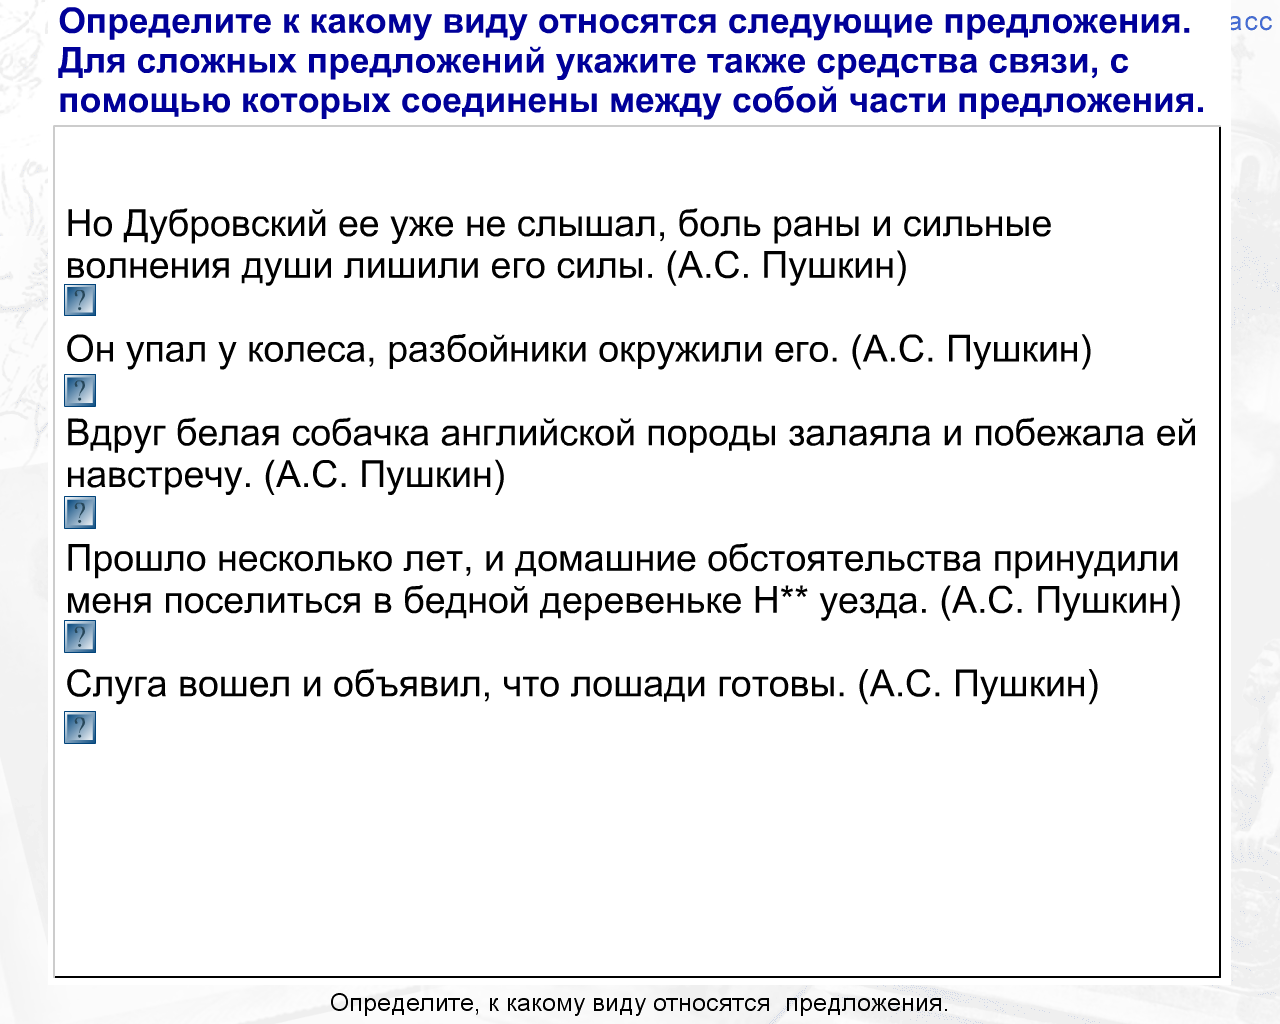 Определите к какому виду относятся следующие предложения.
асс
Для сложных предложений укажите также средства связи, с
помощью которых соединены между собой части предложения.
Но Дубровский ее уже не слышал, боль раны и сильные
волнения души лишили его силы. (А.С. Пушкин)
?
Он упал у колеса, разбойники окружили его. (А.С. Пушкин)
?
Вдруг белая собачка английской породы залаяла и побежала ей
навстречу. (А.С. Пушкин)
?
Прошло несколько лет, и домашние обстоятельства принудили
меня поселиться в бедной деревеньке Н** уезда. (А.С. Пушкин)
?
Слуга вошел и объявил, что лошади готовы. (А.С. Пушкин)
?
Определите, к какому виду относятся предложения.